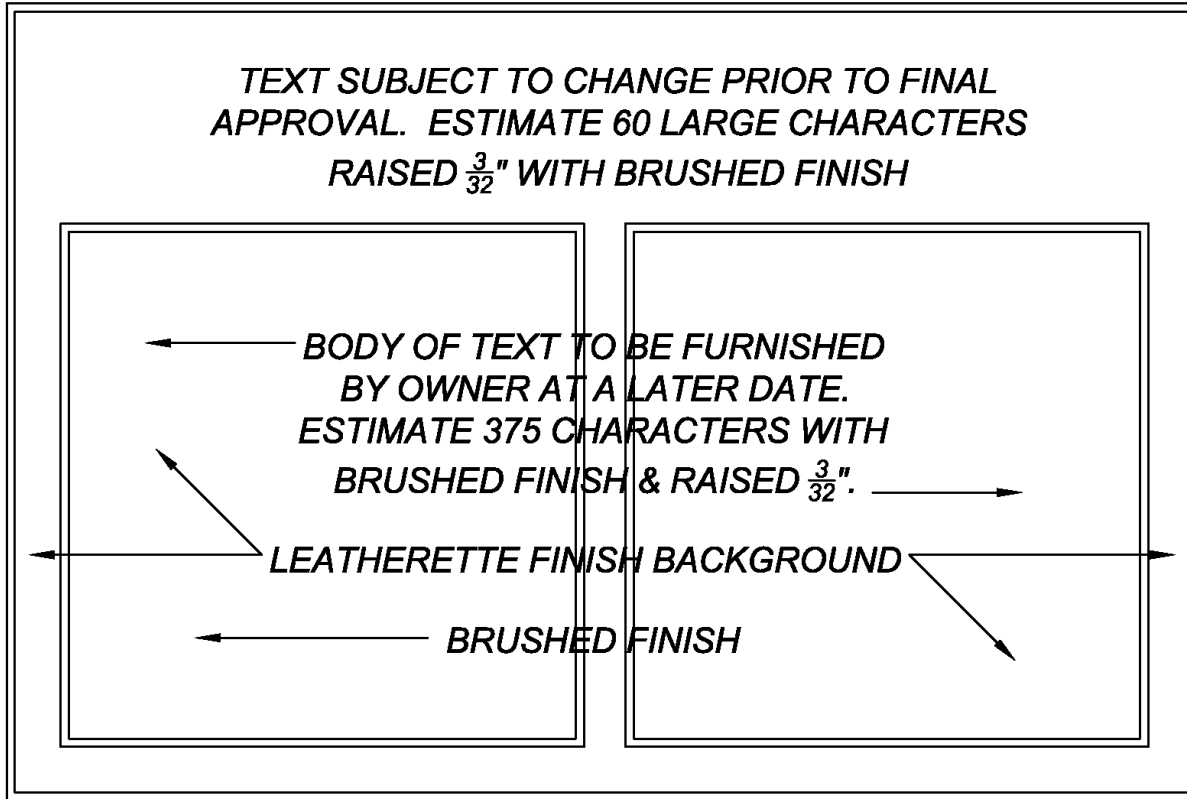 TEXT SUBJECT TO CHANGE PRIOR TO FINAL
APPROVAL. ESTIMATE 60 LARGE CHARACTERS
RAISED 3/32" WITH BRUSHED FINISH
BODY OF TEXT TO BE FURNISHED
BY OWNER AT A LATER DATE.
ESTIMATE 375 CHARACTERS WITH
BRUSHED FINISH & RAISED 3/32".
LEATHERETTE FINISH BACKGROUND
BRUSHED FINISH